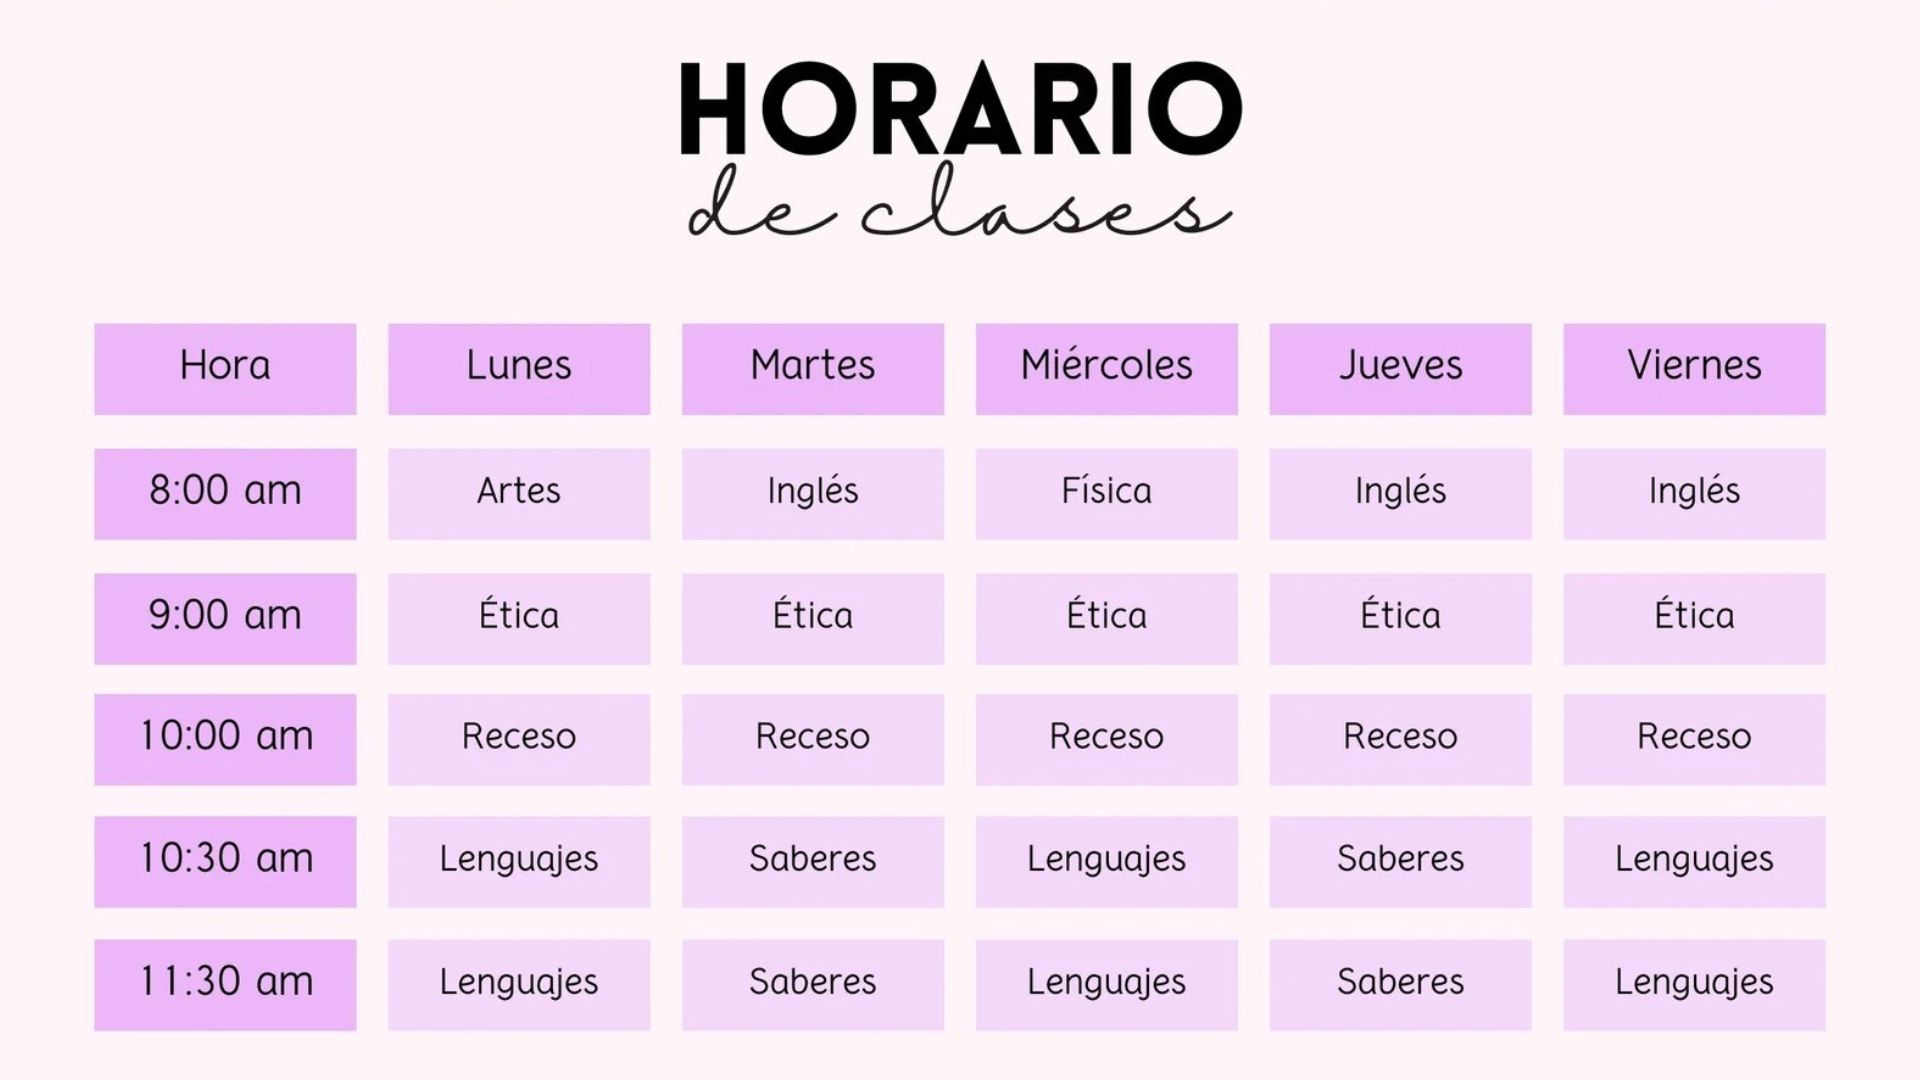 HORARIO
de clases
Hora Lunes Martes Miércoles Jueves Viernes
8:00 am Artes Inglés Física Inglés Inglés
9:00 am Ética Ética Ética Ética Ética
10:00 am Receso Receso Receso Receso Receso
10:30 am Lenguajes Saberes Lenguajes Saberes Lenguajes
11:30 am Lenguajes Saberes Lenguajes Saberes Lenguajes